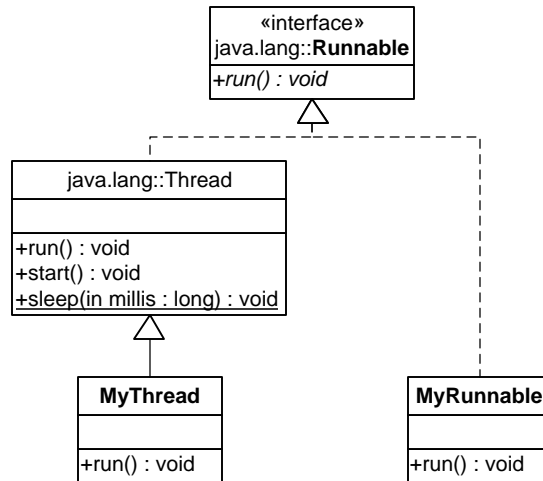 «interface»
java.lang::Runnable
+run() : void
java.lang::Thread
+run() : void
+start() : void
+sleep(in millis : long) : void
MyThread
+run() : void
MyRunnable
+run() : void